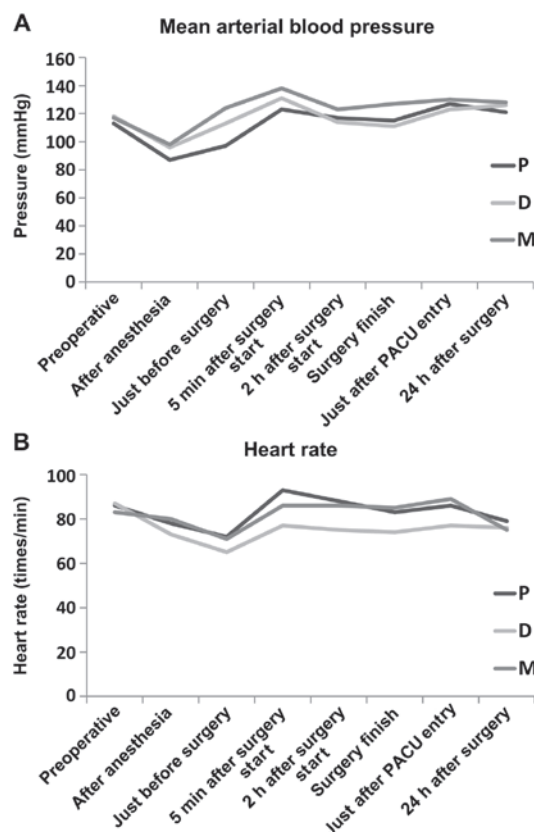 A
Mean arterial blood pressure
Pressure (mmHg)
160
140
120
100
80
60
40
20
0
P
D
M
Preoperative
After anesthesia
Just before surgery
5 min after surgery
start
2 h after surgery
start
Surgery finish
Just after PACU entry
24 h after surgery
B
Heart rate
Heart rate (times/min)
100
80
60
40
20
0
P
D
M
Preoperative
After anesthesia
Just before surgery
5 min after surgery
start
2 h after surgery
start
Surgery finish
Just after PACU entry
24 h after surgery